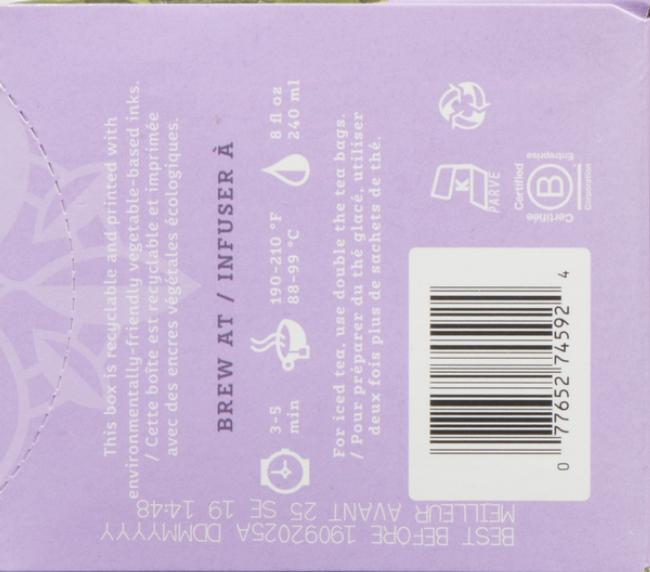 This box is recyclable and printed with
environmentally-friendly vegetable-based inks.
/ Cette boîte est recyclable et imprimée
avec des encres végétales écologiques.
BREW AT / INFUSER À
3-5
min
190-210 °F
88-99 °C
8 fl oz
240 ml
For iced tea, use double the tea bags.
/ Pour préparer du thé glacé, utiliser
deux fois plus de sachets de thé.
K
PARVE
Certified
B
Corporation
Certifiée
Entreprise
0 77652 74592 4
BEST BEFORE 19092025A DDMMYYYY
MEILLEUR AVANT 25 SE 19 14:48